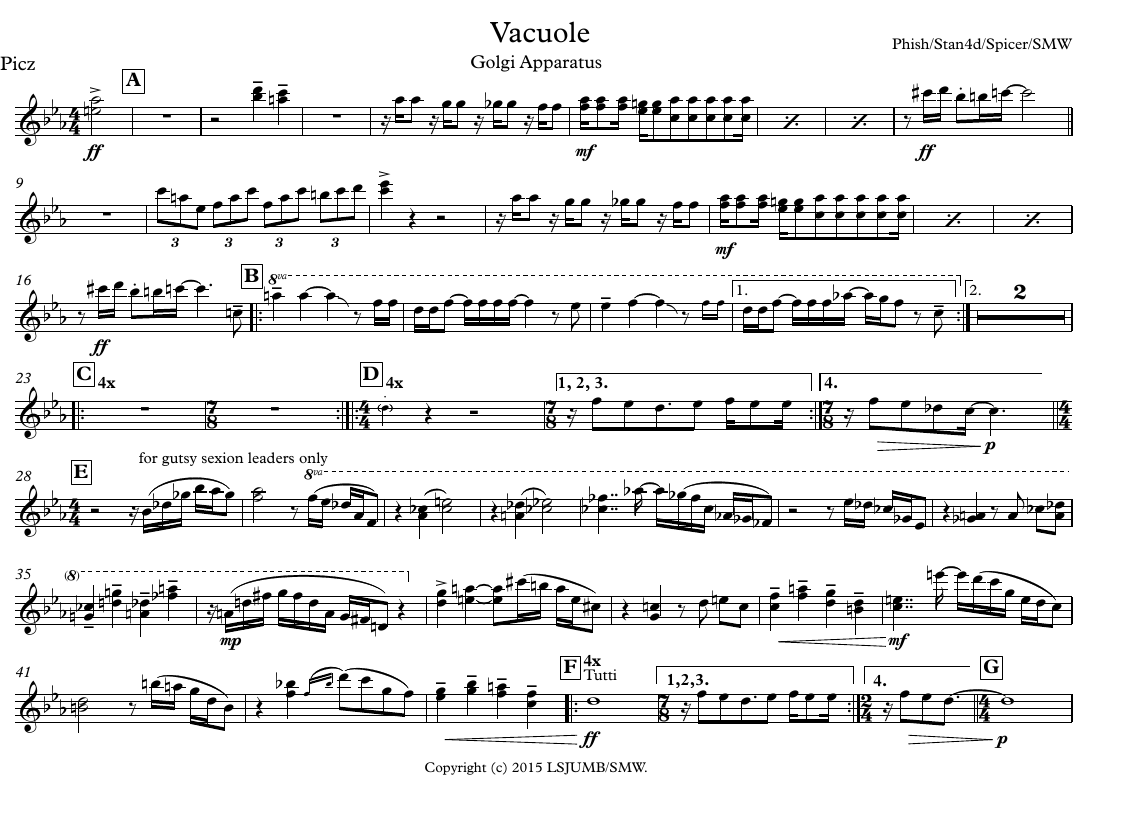 Vacuole
Phish/Stan4d/Spicer/SMW
Picz
Golgi Apparatus
A
ff
mf
ff
9
3 3 3 3
mf
16
B
8va
1.
2.
2
ff
23
C
4x
D
4x
1, 2, 3.
4.
p
28
E
for gutsy sexion leaders only
8va
35
(8)
mp
mf
41
F
4x
Tutti
1,2,3.
4.
G
ff
p
Copyright (c) 2015 LSJUMB/SMW.